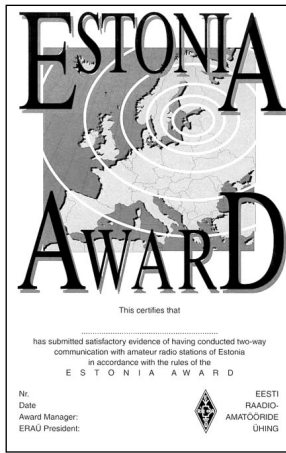 ESTONIA
AWARD
This certifies that
............................................................
has submitted satisfactory evidence of having conducted two-way
communication with amateur radio stations of Estonia
in accordance with the rules of the
E S T O N I A A W A R D
Nr.
Date
Award Manager:
ERAÜ President:
EESTI
RAADIO-
AMATÖÖRIDE
ÜHING